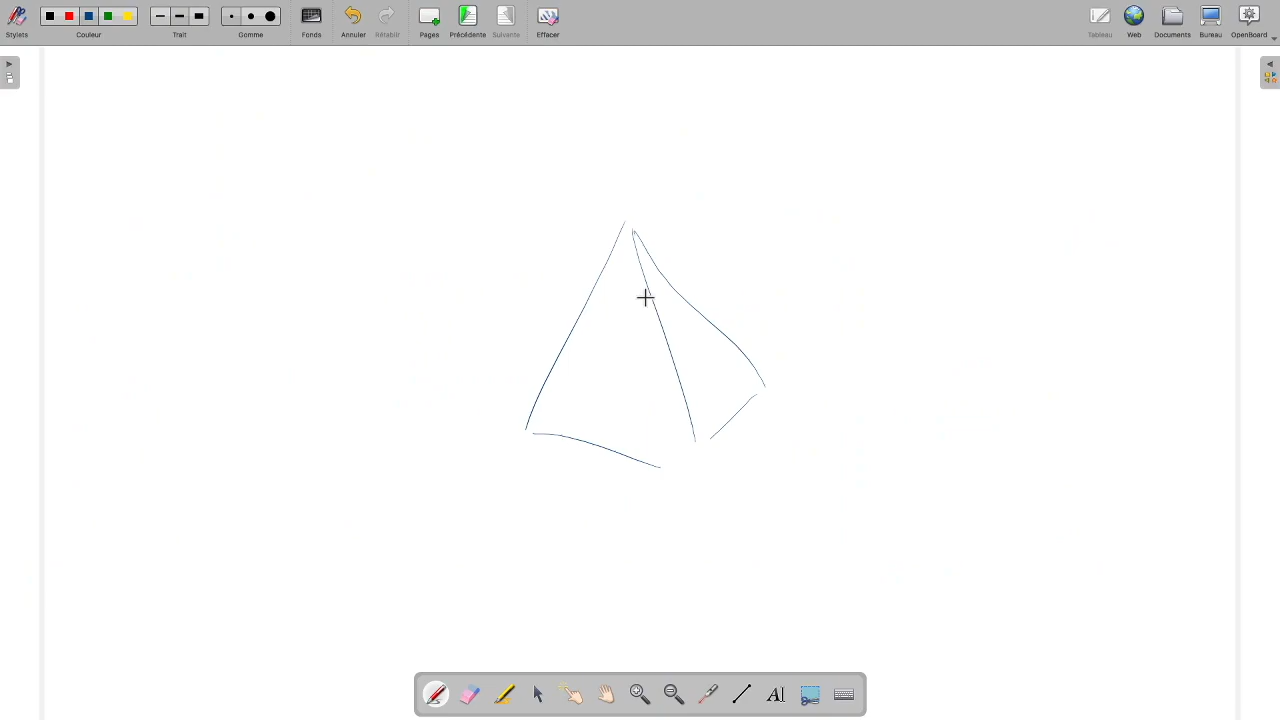 Stylets
Couleur
Trait
Gomme
Fonds
Annuler
Rétablir
Pages
Précédente
Suivante
Effacer
Tableau
Web
Documents
Bureau
OpenBoard